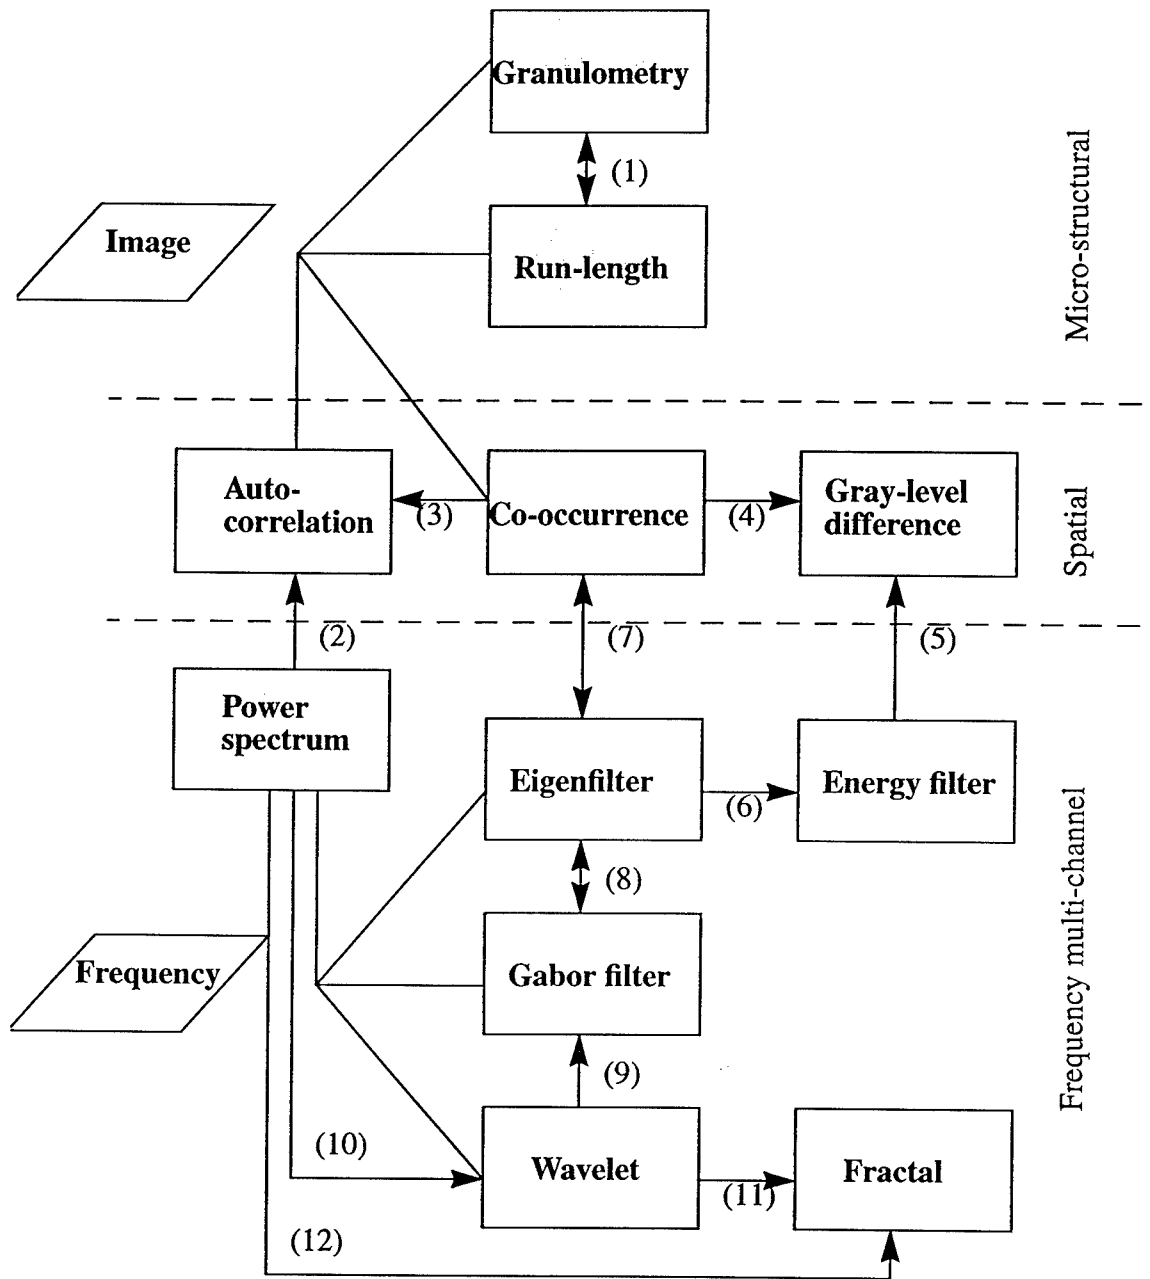 Granulometry
(1)
Image
Run-length
Micro-structural
Auto-
correlation
(3)
Co-occurrence
(4)
Gray-level
difference
Spatial
(2)
(7)
(5)
Power
spectrum
Eigenfilter
(6)
Energy filter
(8)
Frequency
Gabor filter
Frequency multi-channel
(9)
(10)
Wavelet
(11)
Fractal
(12)